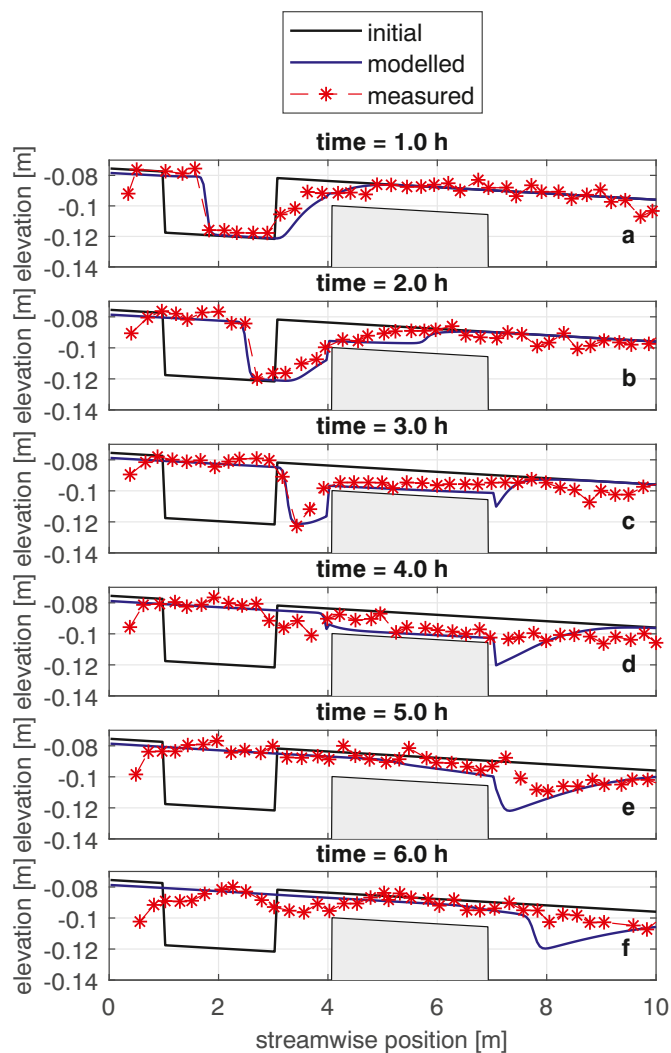 initial
modelled
measured
time = 1.0 h
elevation [m]
-0.08
-0.1
-0.12
-0.14
a
time = 2.0 h
elevation [m]
-0.08
-0.1
-0.12
-0.14
b
time = 3.0 h
elevation [m]
-0.08
-0.1
-0.12
-0.14
c
time = 4.0 h
elevation [m]
-0.08
-0.1
-0.12
-0.14
d
time = 5.0 h
elevation [m]
-0.08
-0.1
-0.12
-0.14
e
time = 6.0 h
elevation [m]
-0.08
-0.1
-0.12
-0.14
f
0 2 4 6 8 10
streamwise position [m]